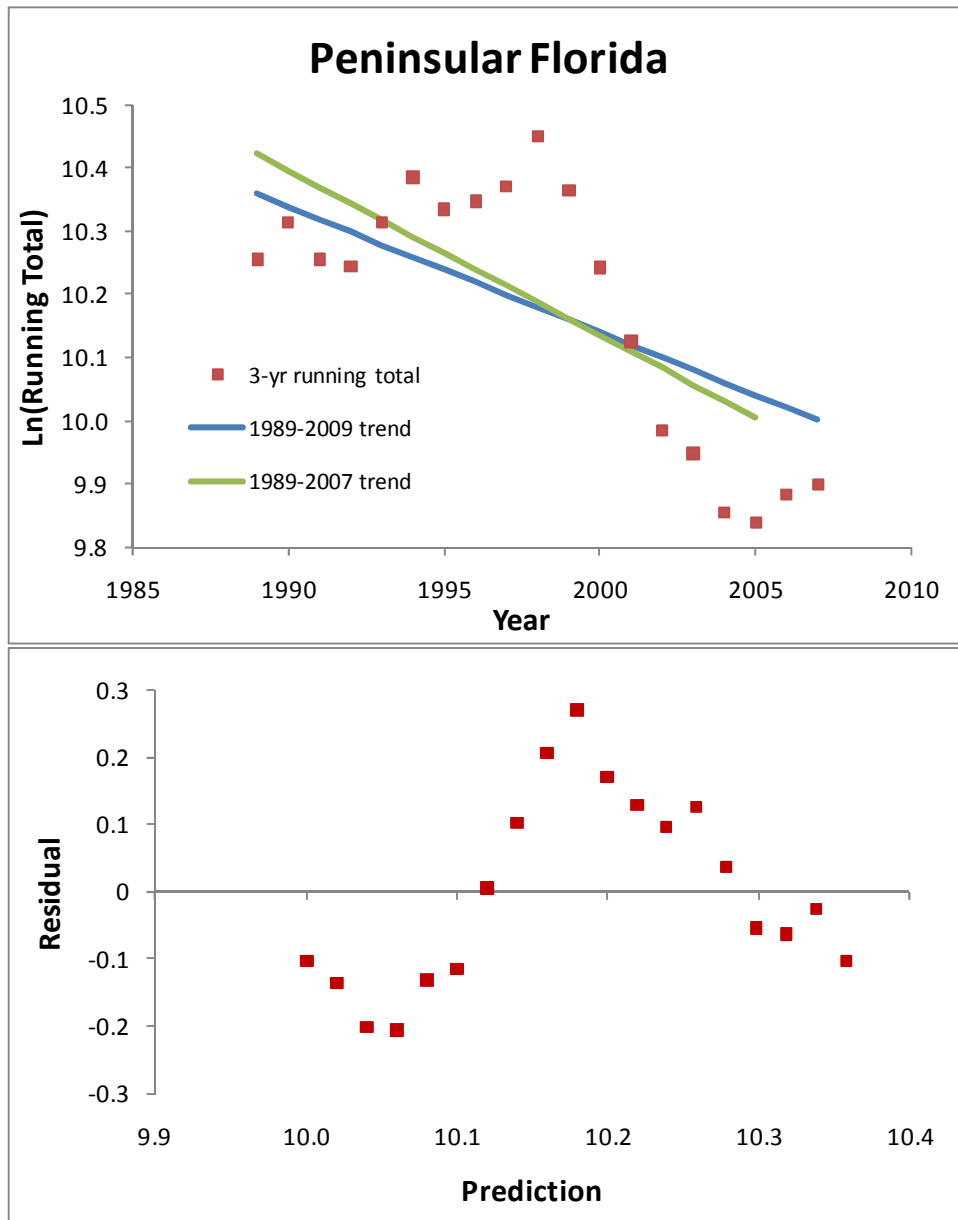 Peninsular Florida
Ln(Running Total)
10.5
10.4
10.3
10.2
10.1
10.0
9.9
9.8
3-yr running total
1989-2009 trend
1989-2007 trend
1985 1990 1995 2000 2005 2010
Year
Residual
0.3
0.2
0.1
0
-0.1
-0.2
-0.3
9.9 10.0 10.1 10.2 10.3 10.4
Prediction